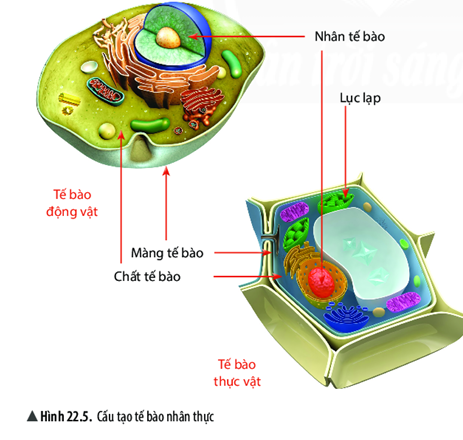 Nhân tế bào
Lục lạp
Tế bào
động vật
Màng tế bào
Chất tế bào
Tế bào
thực vật
▲ Hình 22.5. Cấu tạo tế bào nhân thực